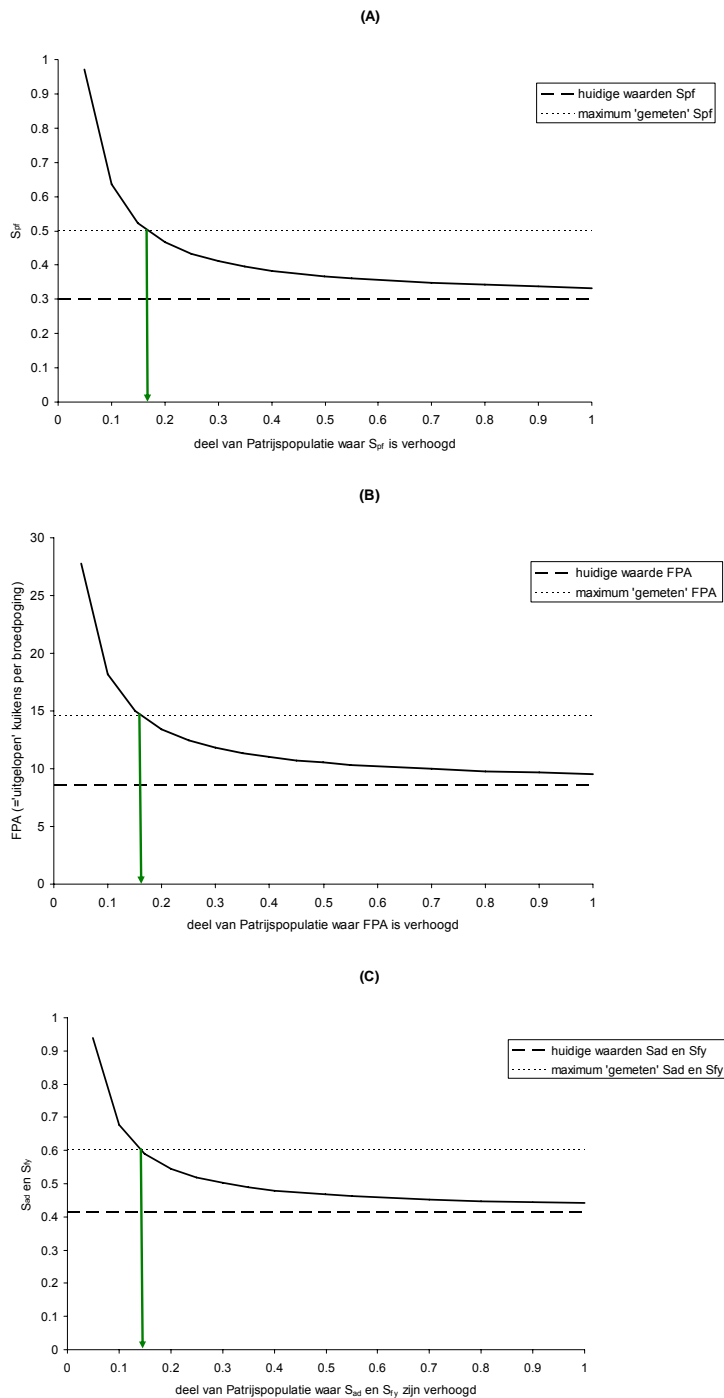 (A)
huidige waarden Spf
maximum 'gemeten' Spf
1
0.9
0.8
0.7
0.6
0.5
0.4
0.3
0.2
0.1
0
Spf
0 0.1 0.2 0.3 0.4 0.5 0.6 0.7 0.8 0.9 1
deel van Patrijspopulatie waar Spf is verhoogd
(B)
huidige waarde FPA
maximum 'gemeten' FPA
30
25
20
15
10
5
0
FPA (='uitgelopen' kuikens per broedpoging)
0 0.1 0.2 0.3 0.4 0.5 0.6 0.7 0.8 0.9 1
deel van Patrijspopulatie waar FPA is verhoogd
(C)
huidige waarden Sad en Sfy
maximum 'gemeten' Sad en Sfy
1
0.9
0.8
0.7
0.6
0.5
0.4
0.3
0.2
0.1
0
Sad en Sfy
0 0.1 0.2 0.3 0.4 0.5 0.6 0.7 0.8 0.9 1
deel van Patrijspopulatie waar Sad en Sfy zijn verhoogd